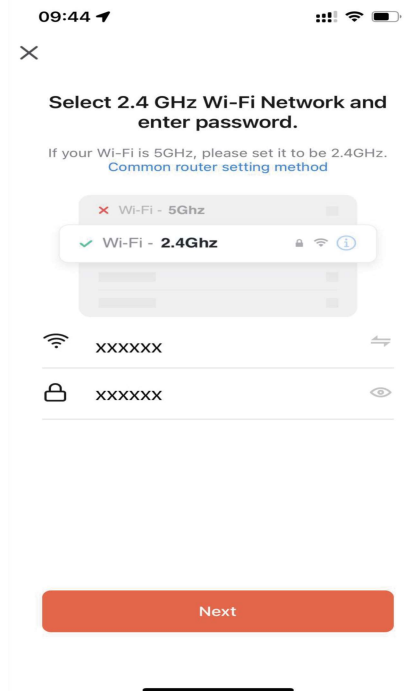 09:44
Select 2.4 GHz Wi-Fi Network and
enter password.
If your Wi-Fi is 5GHz, please set it to be 2.4GHz.
Common router setting method
Wi-Fi - 5Ghz
Wi-Fi - 2.4Ghz
xxxxxx
xxxxxx
Next